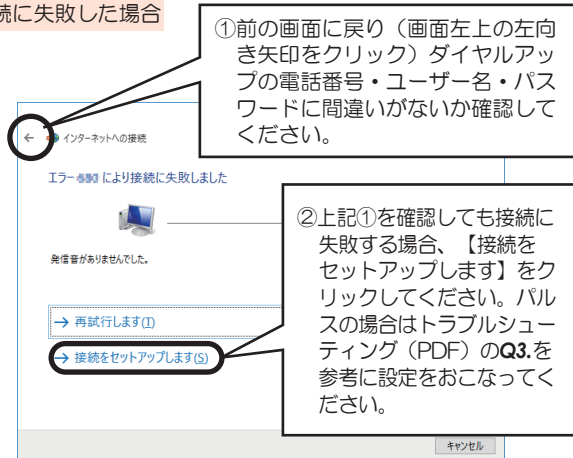 続に失敗した場合
①前の画面に戻り（画面左上の左向
き矢印をクリック）ダイヤルアッ
プの電話番号・ユーザー名・パス
ワードに間違いがないか確認して
ください。
← インターネットへの接続
エラー により接続に失敗しました
発信音がありませんでした。
②上記①を確認しても接続に
失敗する場合、【接続を
セットアップします】をク
リックしてください。パル
スの場合はトラブルシュー
ティング（PDF）のQ3.を
参考に設定をおこなってく
ださい。
→ 再試行します(T)
→ 接続をセットアップします(S)
キャンセル